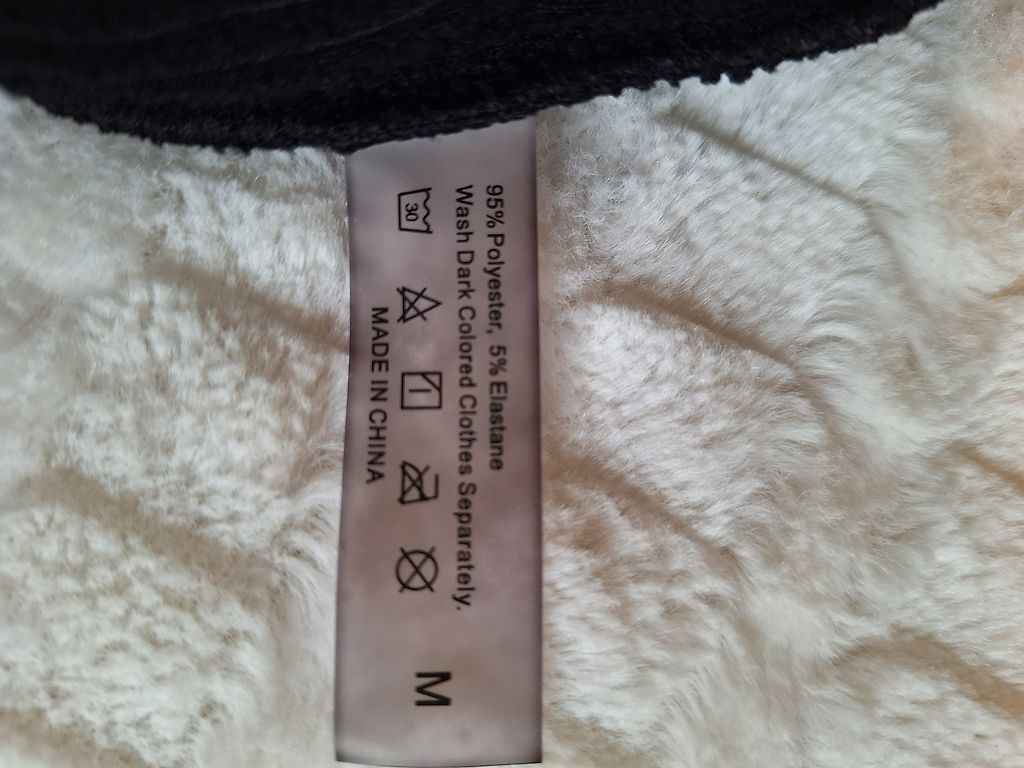 95% Polyester, 5% Elastane
Wash Dark Colored Clothes Separately.
30
MADE IN CHINA
M